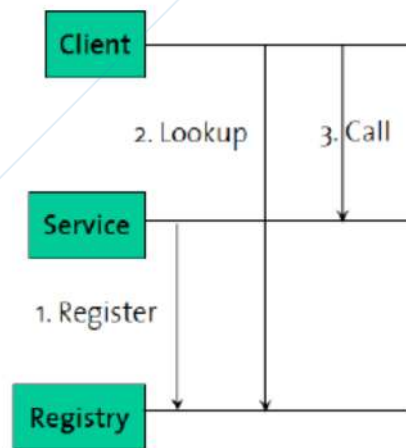 Client
2. Lookup
3. Call
Service
1. Register
Registry